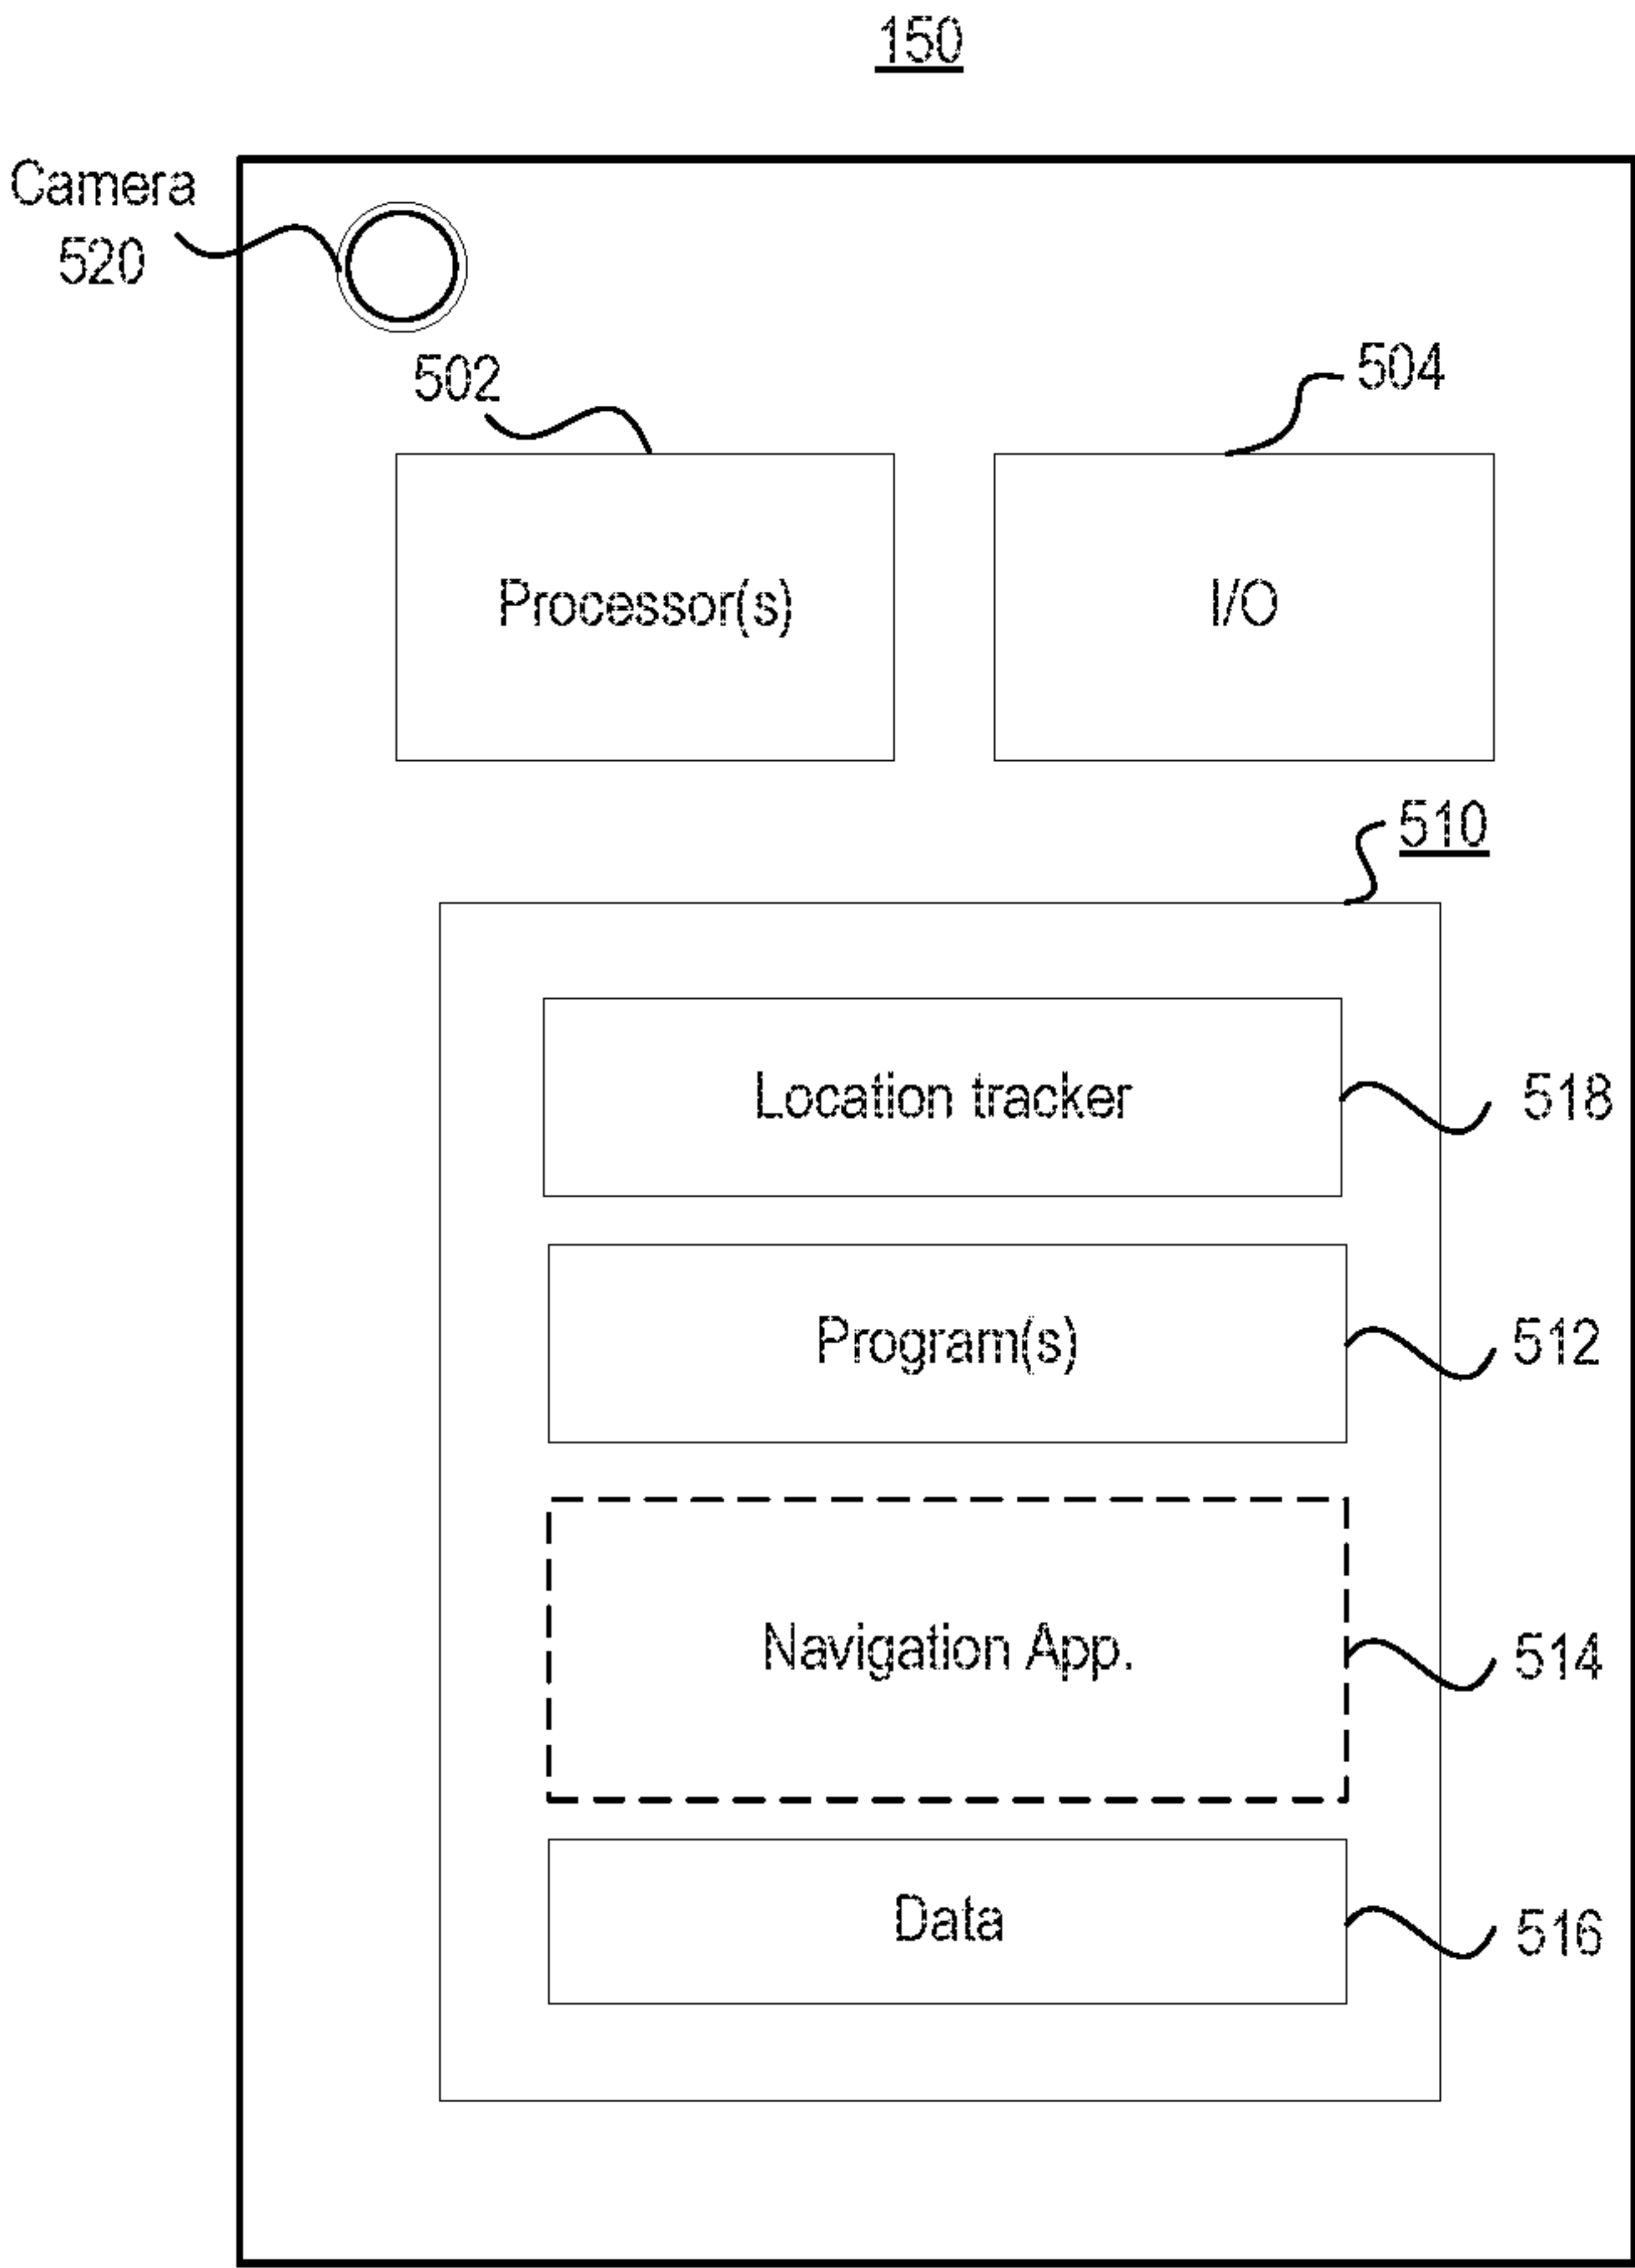 150
Camera
520
502
504
Processor(s)
I/O
510
Location tracker
518
Program(s)
512
Navigation App.
514
Data
516